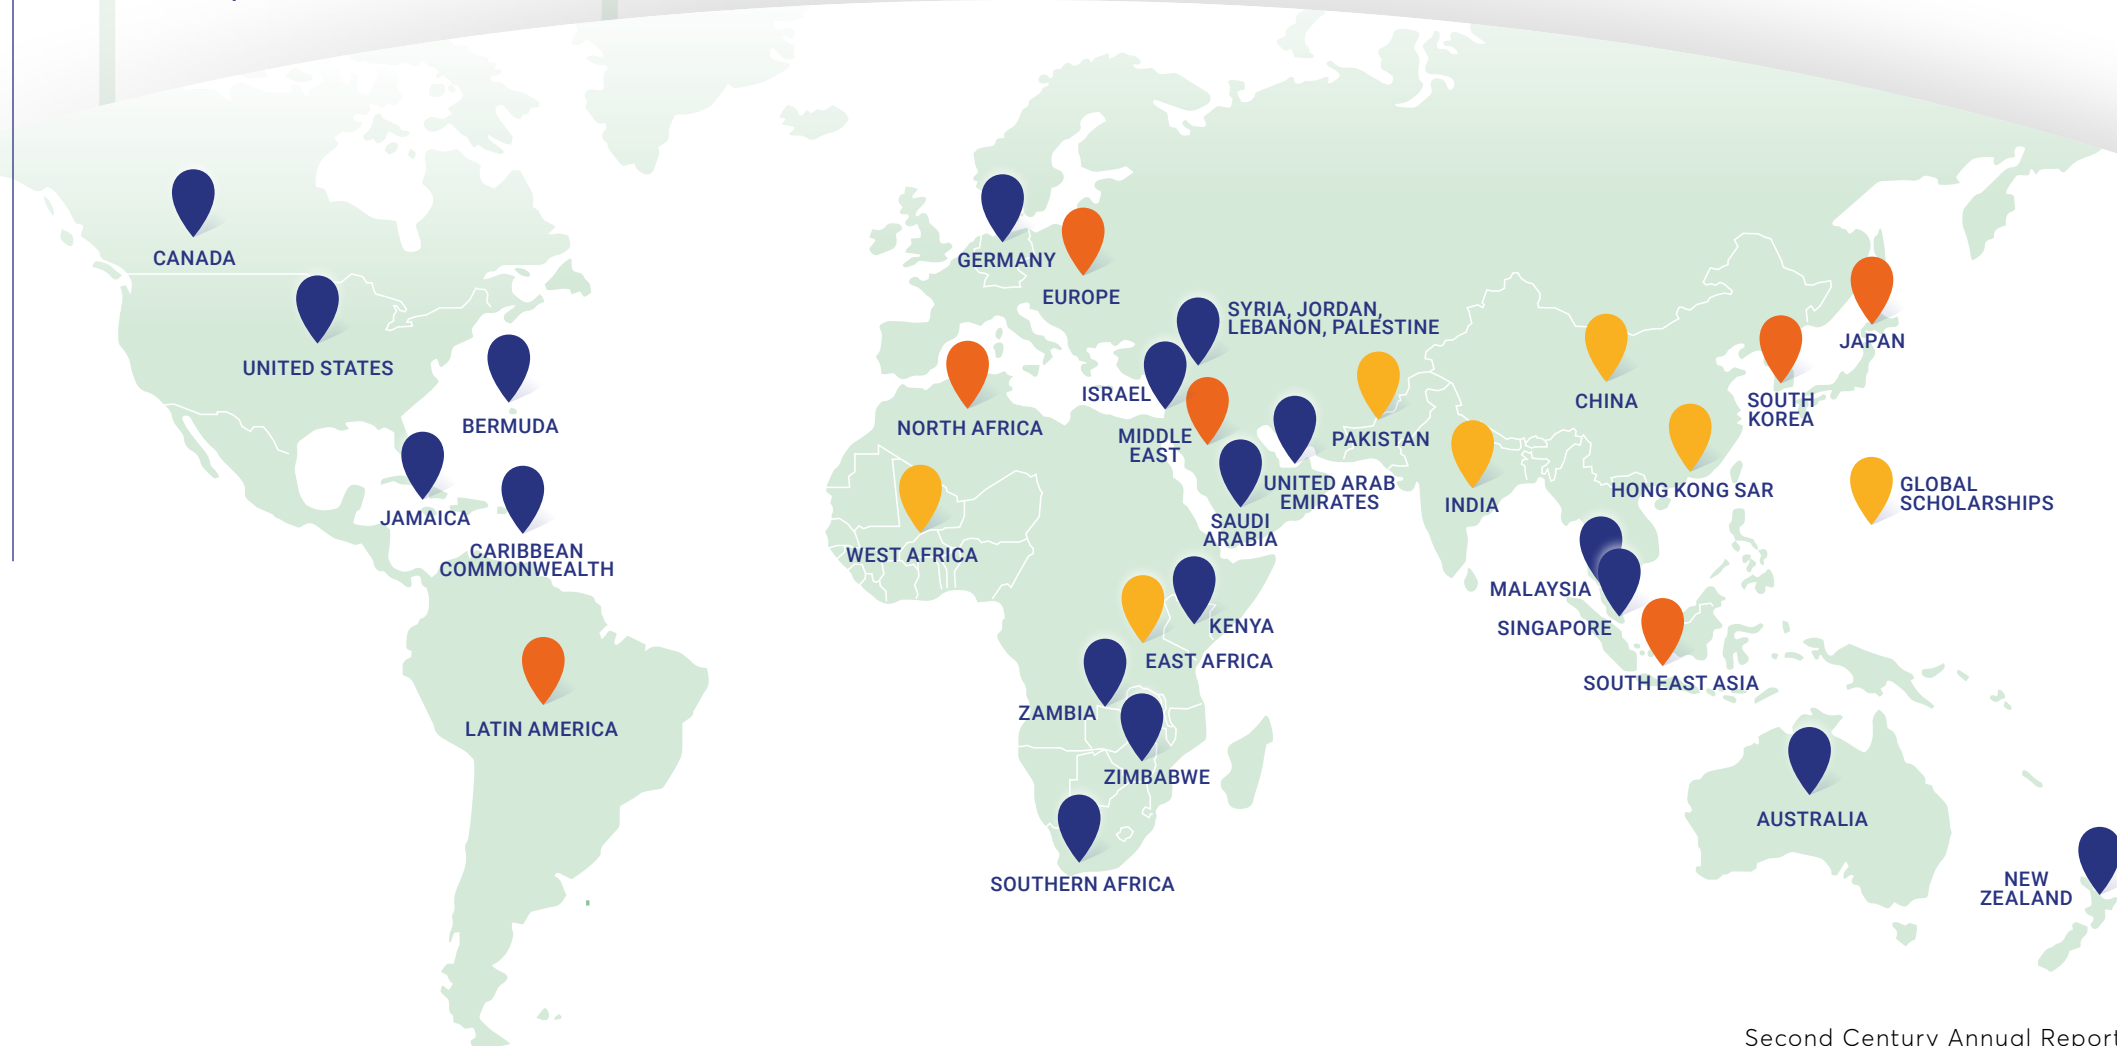 CANADA
UNITED STATES
BERMUDA
JAMAICA
CARIBBEAN
COMMONWEALTH
LATIN AMERICA
GERMANY
EUROPE
SYRIA, JORDAN,
LEBANON, PALESTINE
ISRAEL
NORTH AFRICA
MIDDLE
EAST
PAKISTAN
UNITED ARAB
EMIRATES
SAUDI
ARABIA
WEST AFRICA
KENYA
EAST AFRICA
ZAMBIA
ZIMBABWE
SOUTHERN AFRICA
INDIA
CHINA
HONG KONG SAR
SOUTH
KOREA
JAPAN
GLOBAL
SCHOLARSHIPS
MALAYSIA
SINGAPORE
SOUTH EAST ASIA
AUSTRALIA
NEW
ZEALAND
Second Century Annual Report